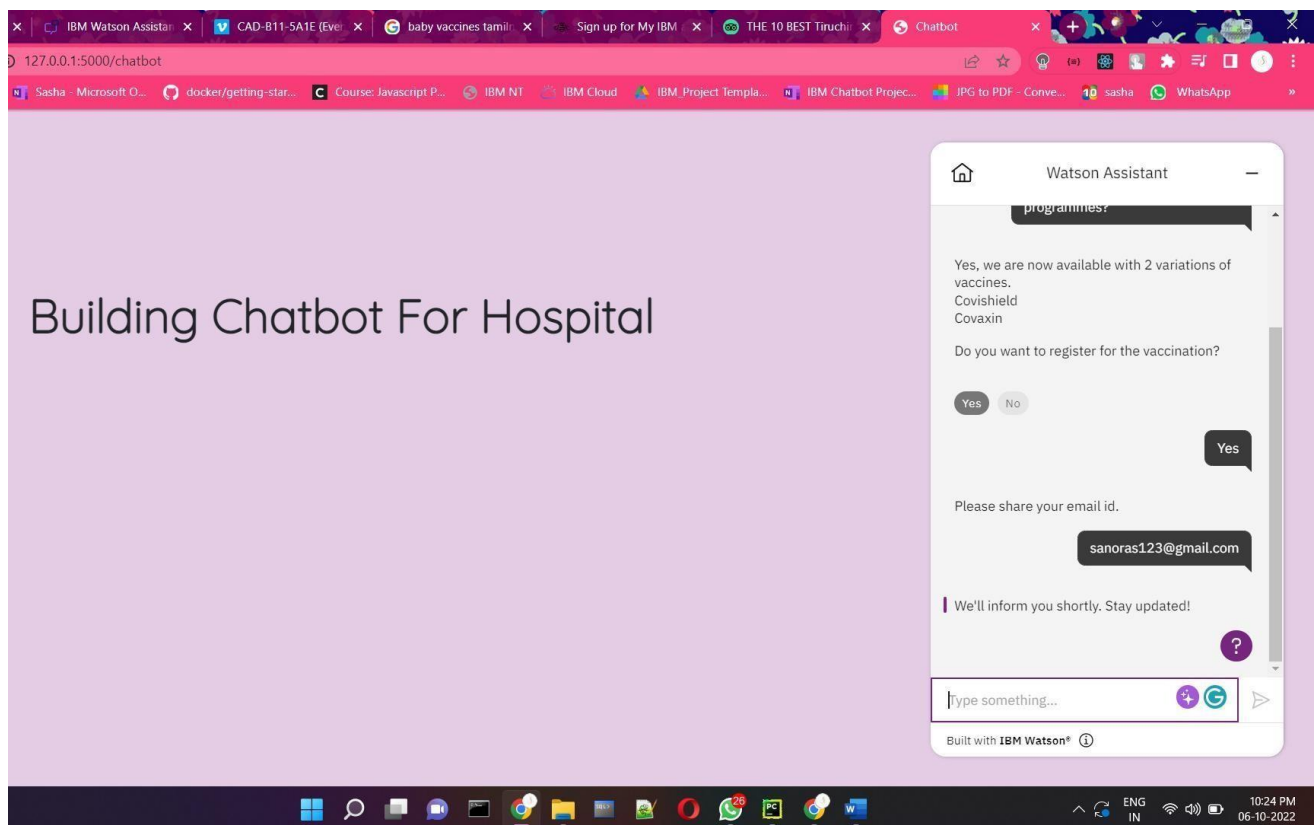 IBM Watson Assistan
CAD-B11-5A1E (Ever
baby vaccines tamiln
Sign up for My IBM
THE 10 BEST Tiruchir
Chatbot
127.0.0.1:5000/chatbot
Sasha - Microsoft O...
docker/getting-star...
Course: Javascript P...
IBM NT
IBM Cloud
IBM_Project Templa...
IBM Chatbot Projec...
JPG to PDF - Conve...
sasha
WhatsApp
Building Chatbot For Hospital
Watson Assistant
programmes?
Yes, we are now available with 2 variations of
vaccines.
Covishield
Covaxin
Do you want to register for the vaccination?
Yes No
Yes
Please share your email id.
sanoras123@gmail.com
We'll inform you shortly. Stay updated!
?
Type something...
Built with IBM Watson®
26
PC
ENG
IN
10:24 PM
06-10-2022